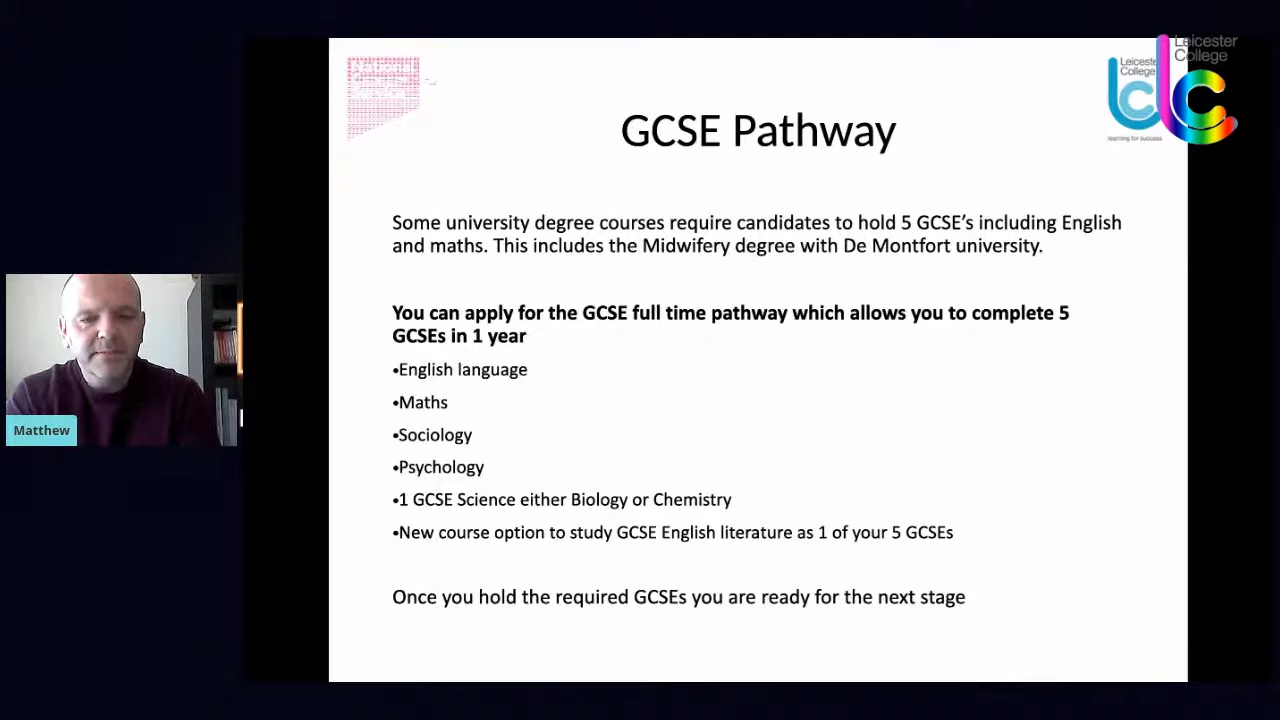 Leicester
College
Leicester
College
learning for success
GCSE Pathway
Some university degree courses require candidates to hold 5 GCSE's including English
and maths. This includes the Midwifery degree with De Montfort university.
You can apply for the GCSE full time pathway which allows you to complete 5
GCSEs in 1 year
•English language
•Maths
•Sociology
•Psychology
•1 GCSE Science either Biology or Chemistry
•New course option to study GCSE English literature as 1 of your 5 GCSEs
Once you hold the required GCSEs you are ready for the next stage
Matthew